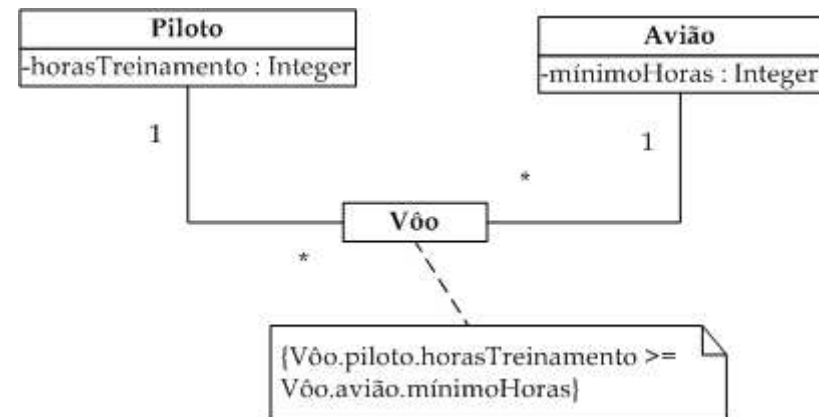 Piloto
-horasTreinamento : Integer
Avião
-mínimoHoras : Integer
1
1
*
Vôo
*
{Vôo.piloto.horasTreinamento >=
Vôo.avião.mínimoHoras}